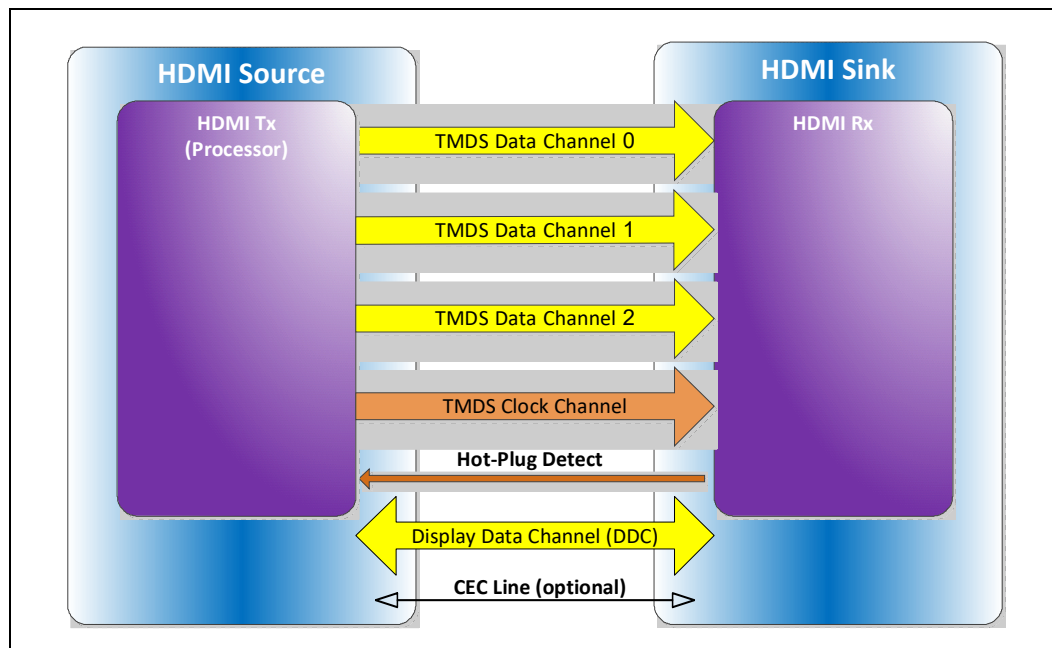 HDMI Source
HDMI Sink
HDMI Tx
(Processor)
HDMI Rx
TMDS Data Channel 0
TMDS Data Channel 1
TMDS Data Channel 2
TMDS Clock Channel
Hot-Plug Detect
Display Data Channel (DDC)
CEC Line (optional)